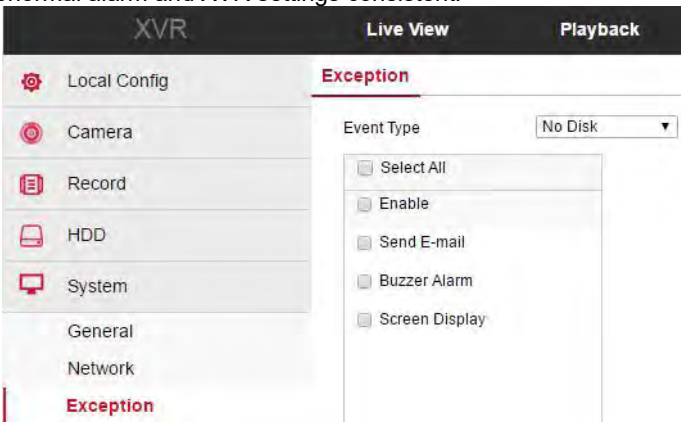 XVR Live View Playback
Local Config
Camera
Record
HDD
System
General
Network
Exception
Exception
Event Type No Disk
Select All
Enable
Send E-mail
Buzzer Alarm
Screen Display